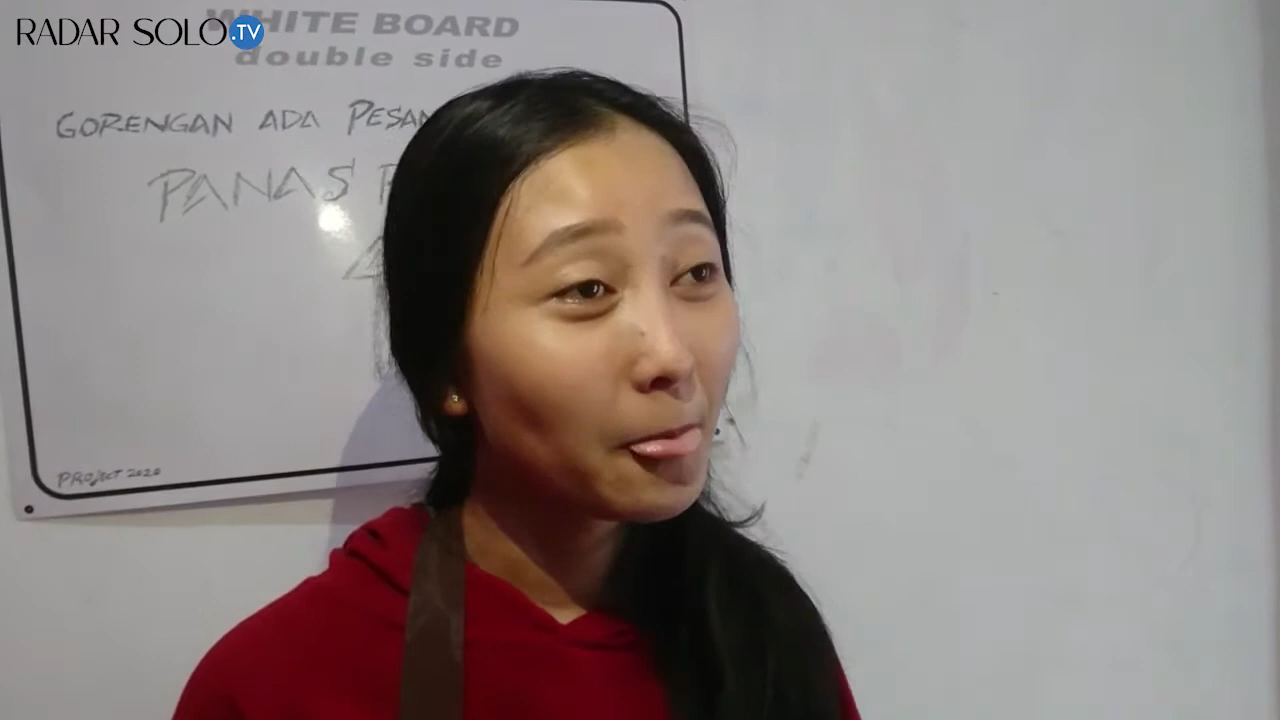 RADAR SOLO.TV
WHITE BOARD
double side
GORENGAN ADA PESAN
PANAS
PROJECT 2020